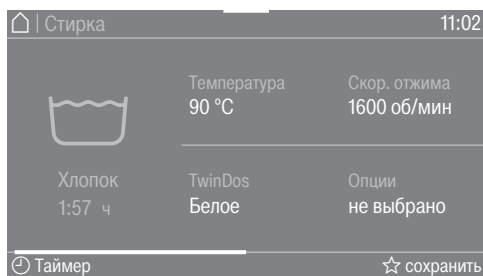 | Стирка 11:02
Температура Скор. отжима
90 °C 1600 об/мин
Хлопок TwinDos Опции
1:57 ч Белое не выбрано
Таймер сохранить